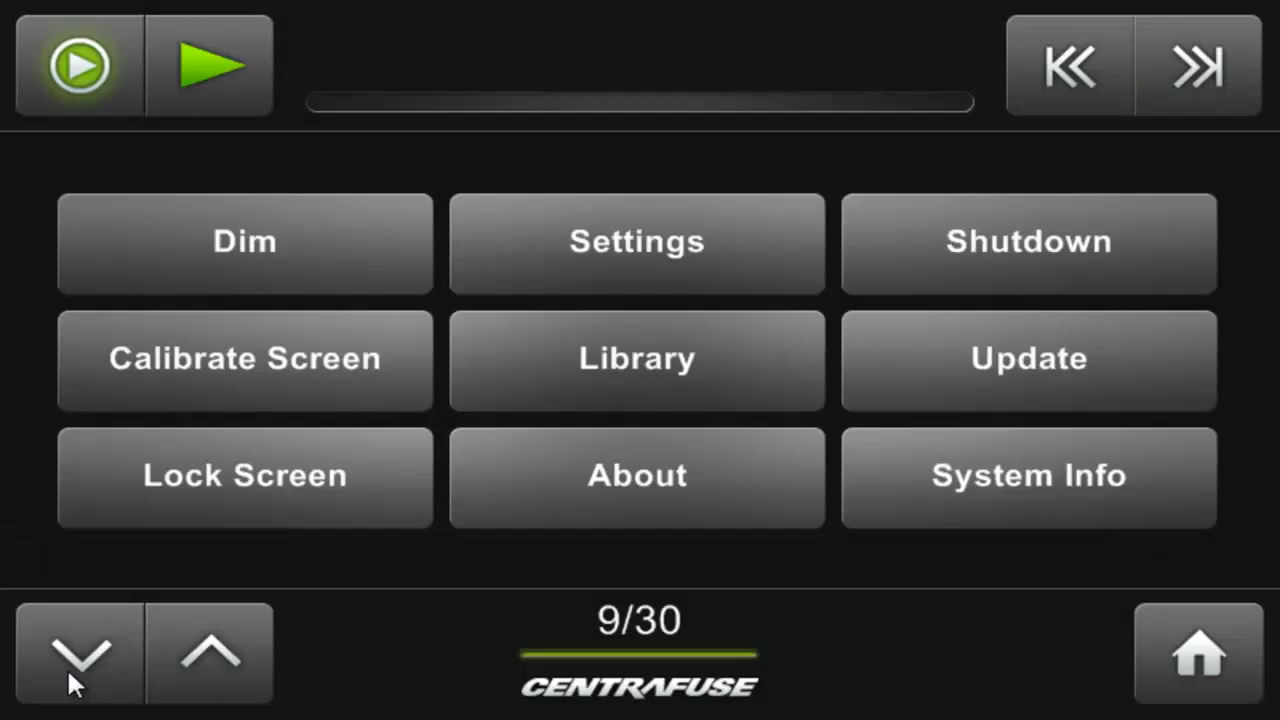 Dim Settings Shutdown
Calibrate Screen Library Update
Lock Screen About System Info
9/30
CENTRAFUSE